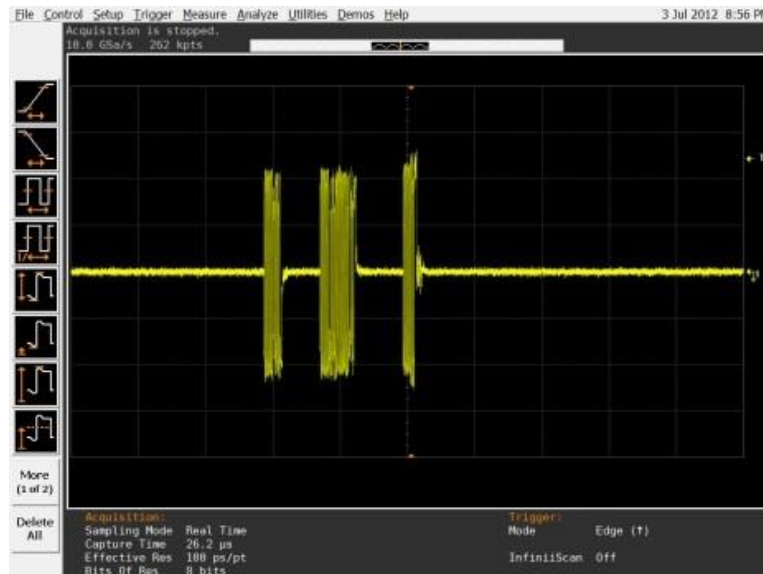 File Control Setup Trigger Measure Analyze Utilities Demos Help 3 Jul 2012 8:56 PM
Acquisition is stopped.
10.0 GSa/s 262 kpts
More
(1 of 2)
Delete
All
Acquisition:
Sampling Mode Real Time
Capture Time 26.2 µs
Effective Res 100 ps/pt
Bits Of Res 8 bits
Trigger:
Mode Edge (↑)
InfiniiScan Off